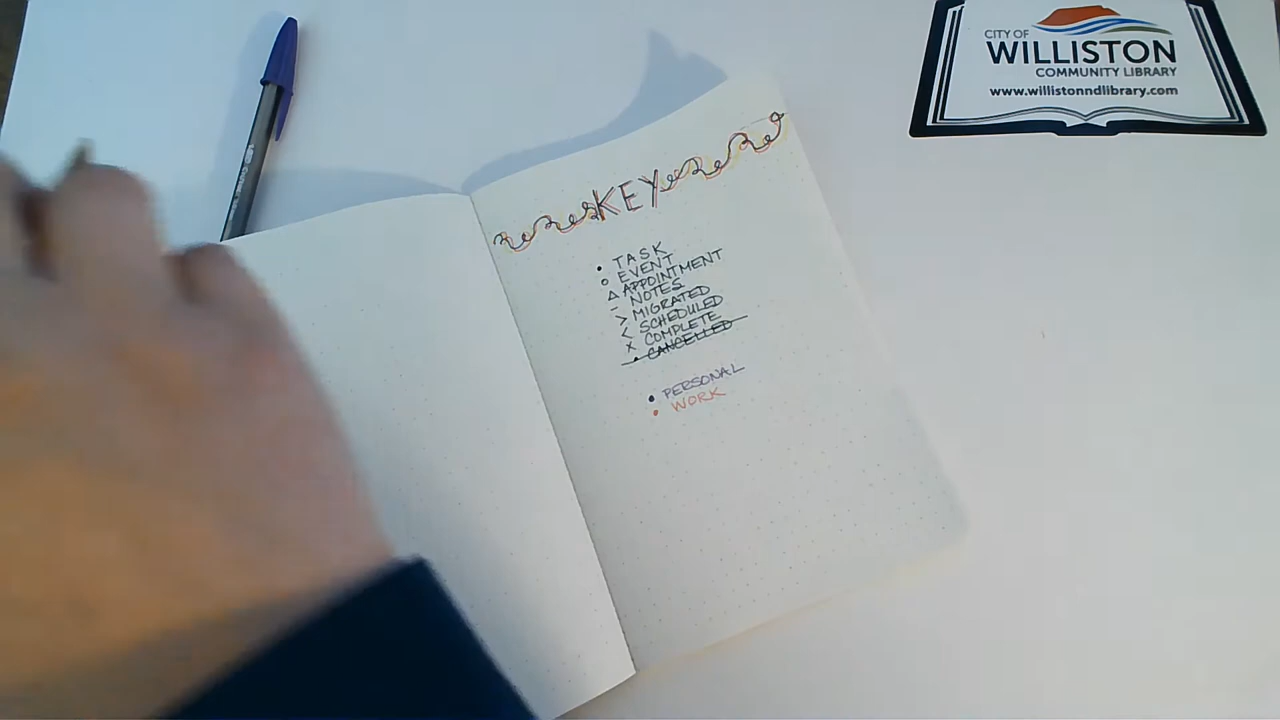 CITY OF
WILLISTON
COMMUNITY LIBRARY
www.willistonndlibrary.com
KEY
• TASK
○ EVENT
△ APPOINTMENT
– NOTES
> MIGRATED
< SCHEDULED
X COMPLETE
• CANCELLED
• PERSONAL
• WORK